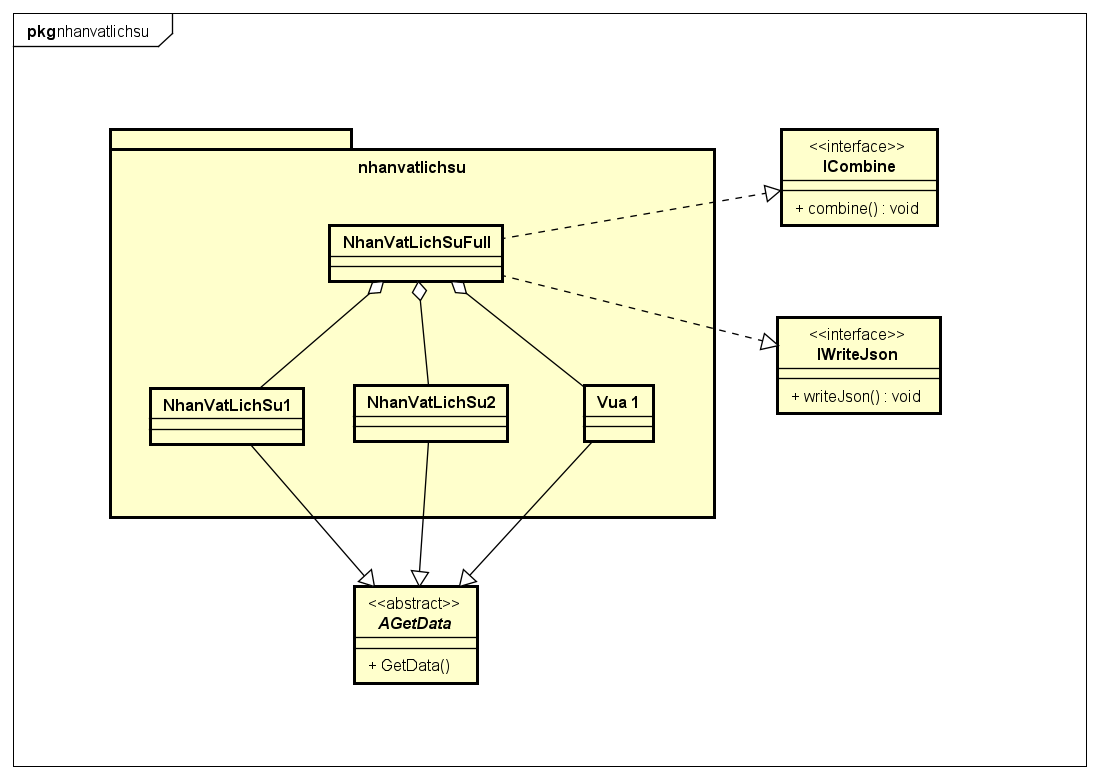 pkgnhanvatlichsu
nhanvatlichsu
<<interface>>
ICombine
+ combine() : void
NhanVatLichSuFull
<<interface>>
IWriteJson
+ writeJson() : void
NhanVatLichSu1
NhanVatLichSu2
Vua 1
<<abstract>>
AGetData
+ GetData()